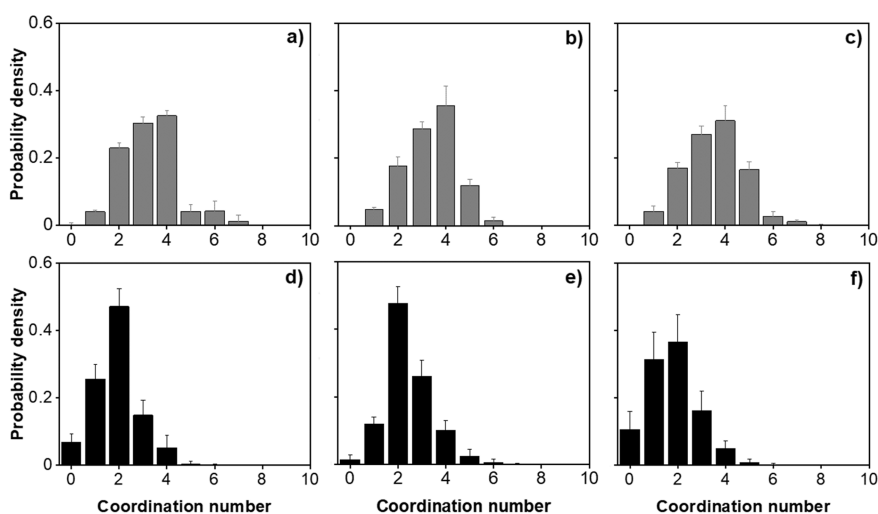 0.6
a)
b)
c)
Probability density
0.4
0.2
0
0 2 4 6 8 10
0 2 4 6 8 10
0 2 4 6 8 10
0.6
d)
e)
f)
Probability density
0.4
0.2
0
0 2 4 6 8 10
0 2 4 6 8 10
0 2 4 6 8 10
Coordination number
Coordination number
Coordination number